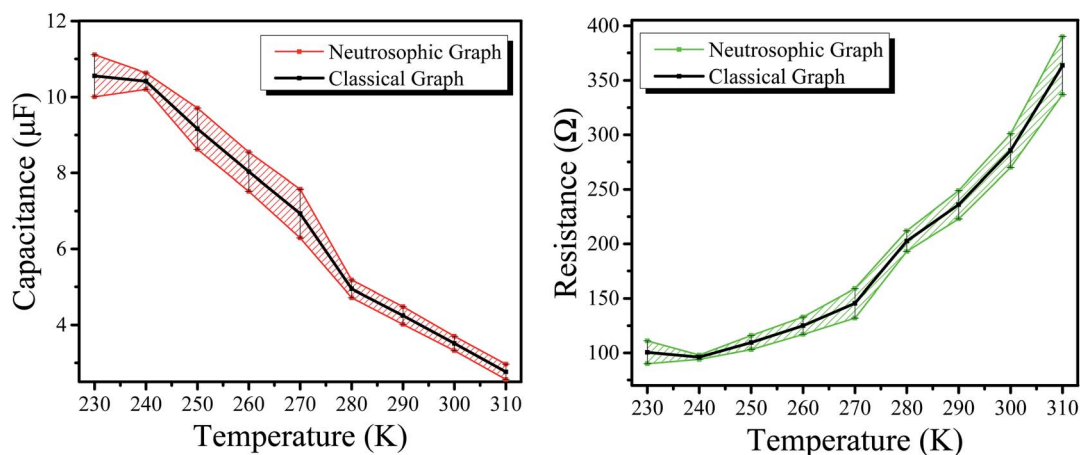 12
10
8
6
4
Capacitance (μF)
Neutrosophic Graph
Classical Graph
230 240 250 260 270 280 290 300 310
Temperature (K)
400
350
300
250
200
150
100
Resistance (Ω)
Neutrosophic Graph
Classical Graph
230 240 250 260 270 280 290 300 310
Temperature (K)